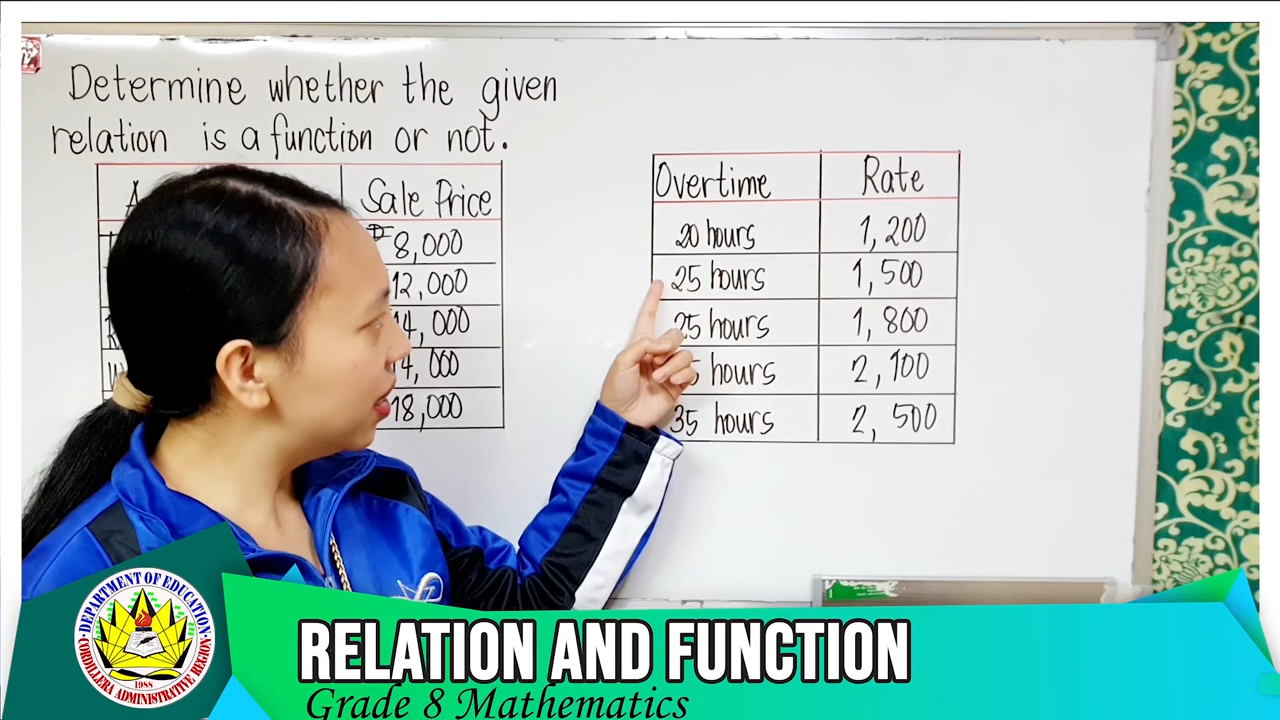 Determine whether the given
relation is a function or not.
Sale Price
₱8,000
12,000
14,000
14,000
18,000
Overtime Rate
20 hours 1,200
25 hours 1,500
25 hours 1,800
hours 2,100
35 hours 2,500
DEPARTMENT OF EDUCATION
CORDILLERA ADMINISTRATIVE REGION
1988
RELATION AND FUNCTION
Grade 8 Mathematics